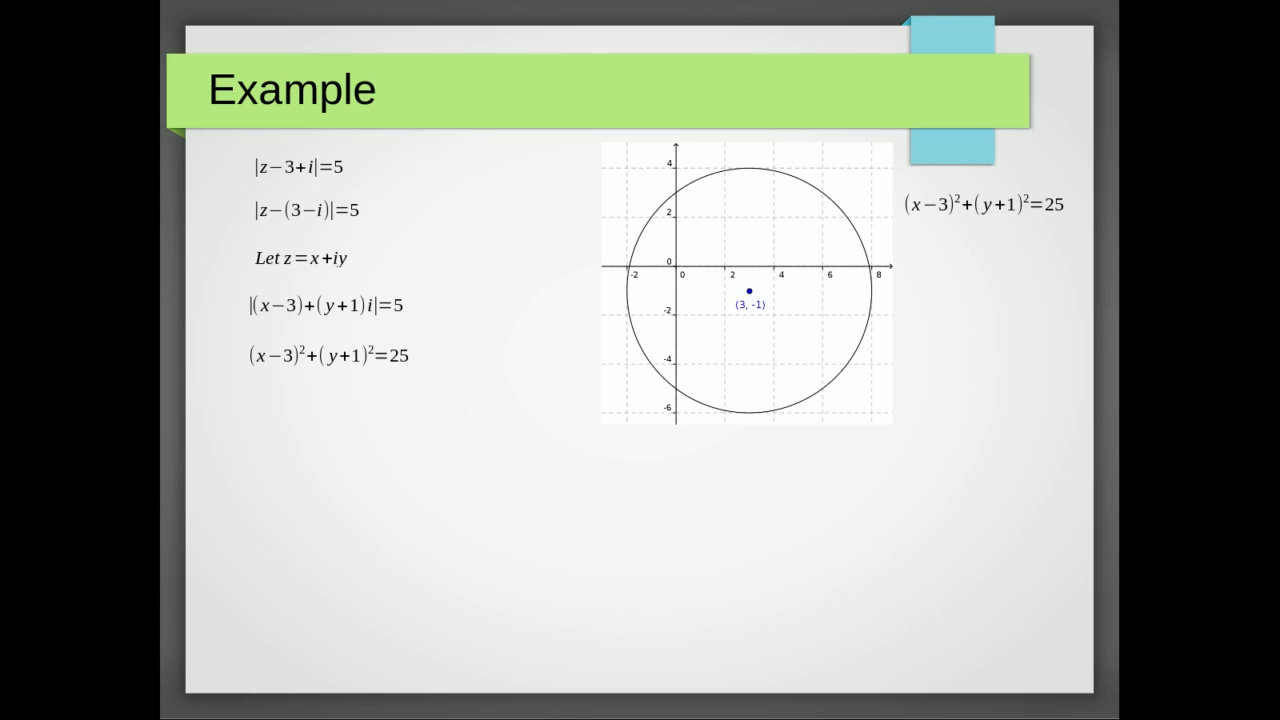 Example
|z−3+i|=5
|z−(3−i)|=5
Let z=x+iy
|(x−3)+(y+1)i|=5
(x−3)²+(y+1)²=25
4
2
0
-2 0 2 4 6 8
(3, -1)
-2
-4
-6
(x−3)²+(y+1)²=25